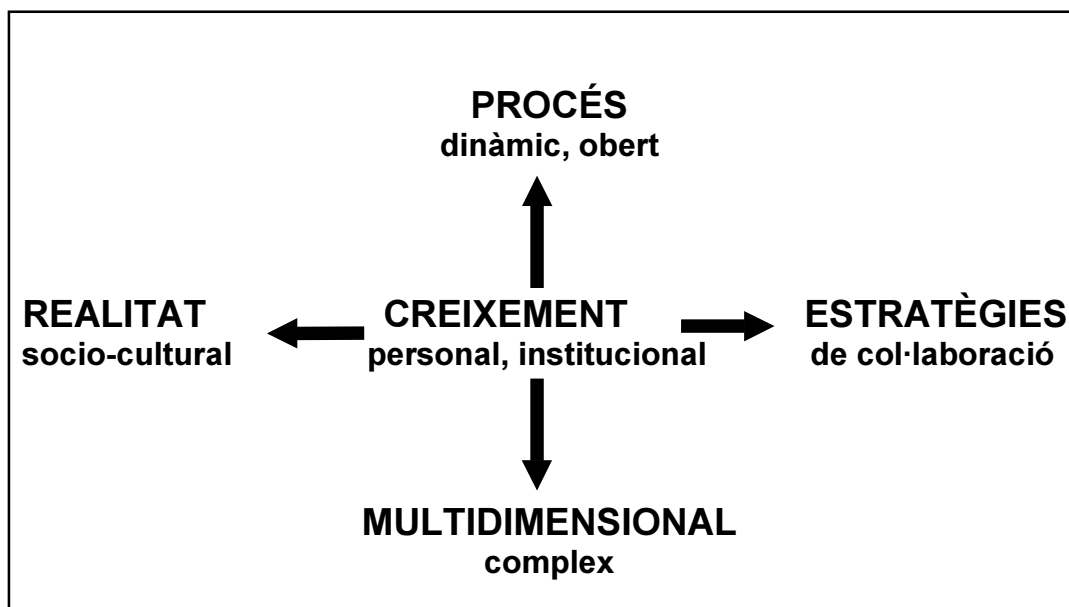 PROCÉS
dinàmic, obert
REALITAT
socio-cultural
CREIXEMENT
personal, institucional
ESTRATÈGIES
de col·laboració
MULTIDIMENSIONAL
complex